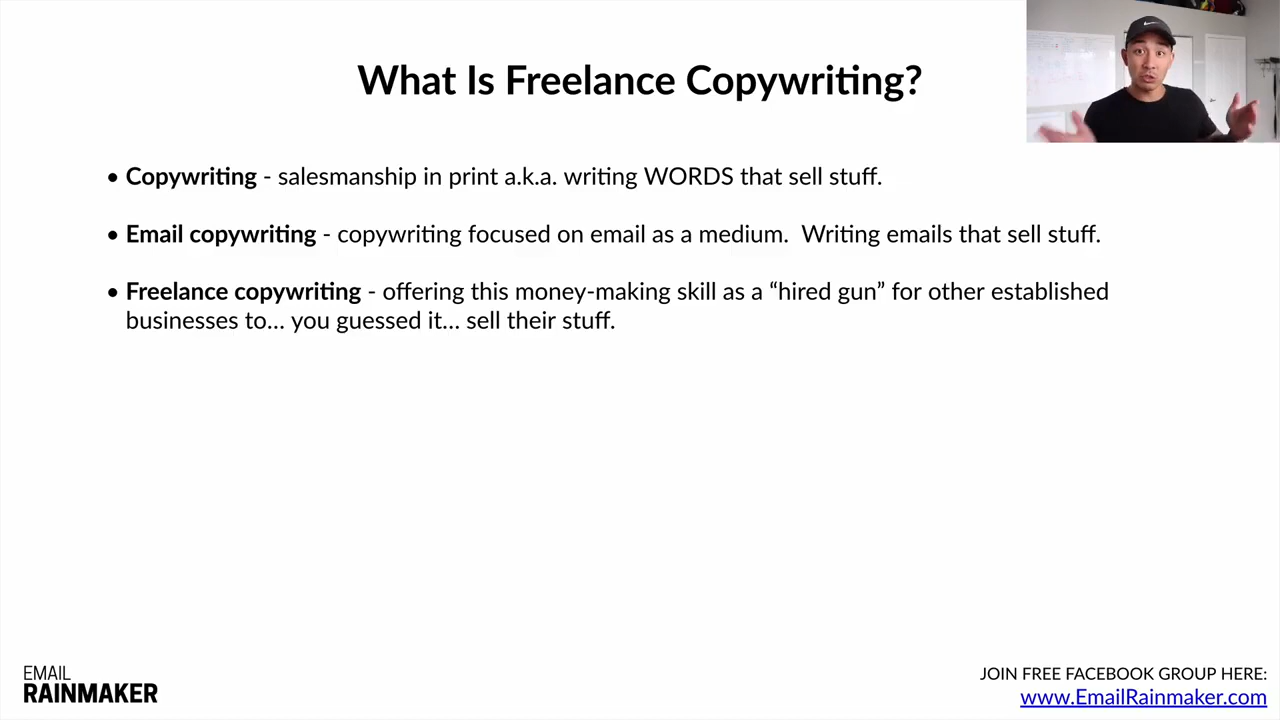 What Is Freelance Copywriting?
• Copywriting - salesmanship in print a.k.a. writing WORDS that sell stuff.
• Email copywriting - copywriting focused on email as a medium.  Writing emails that sell stuff.
• Freelance copywriting - offering this money-making skill as a “hired gun” for other established
businesses to... you guessed it... sell their stuff.
EMAIL
RAINMAKER
JOIN FREE FACEBOOK GROUP HERE:
www.EmailRainmaker.com